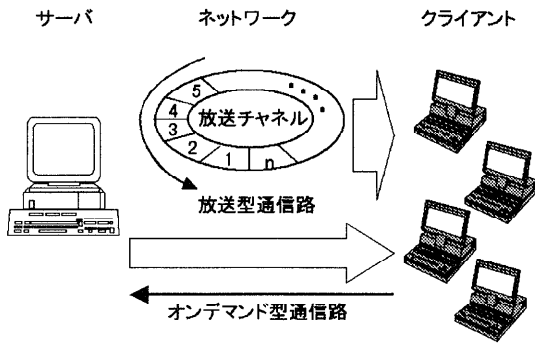 サーバ
ネットワーク
クライアント
5
4
3
2
1
n
放送チャネル
放送型通信路
オンデマンド型通信路